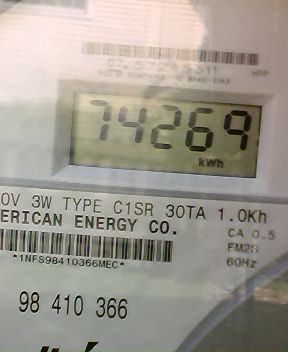 74269
kWh
0V 3W TYPE C1SR 30TA 1.0Kh
ERICAN ENERGY CO.
CA 0.5
FM2S
60Hz
*1NFS98410366MEC*
98 410 366